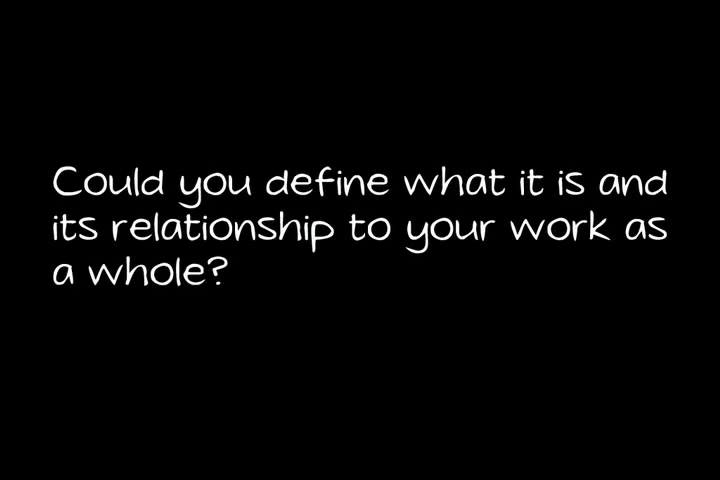 Could you define what it is and
its relationship to your work as
a whole?